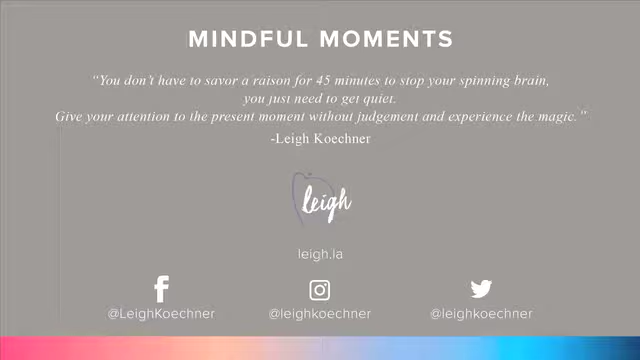 MINDFUL MOMENTS
“You don’t have to savor a raison for 45 minutes to stop your spinning brain,
you just need to get quiet.
Give your attention to the present moment without judgement and experience the magic.”
-Leigh Koechner
leigh
leigh.la
@LeighKoechner @leighkoechner @leighkoechner